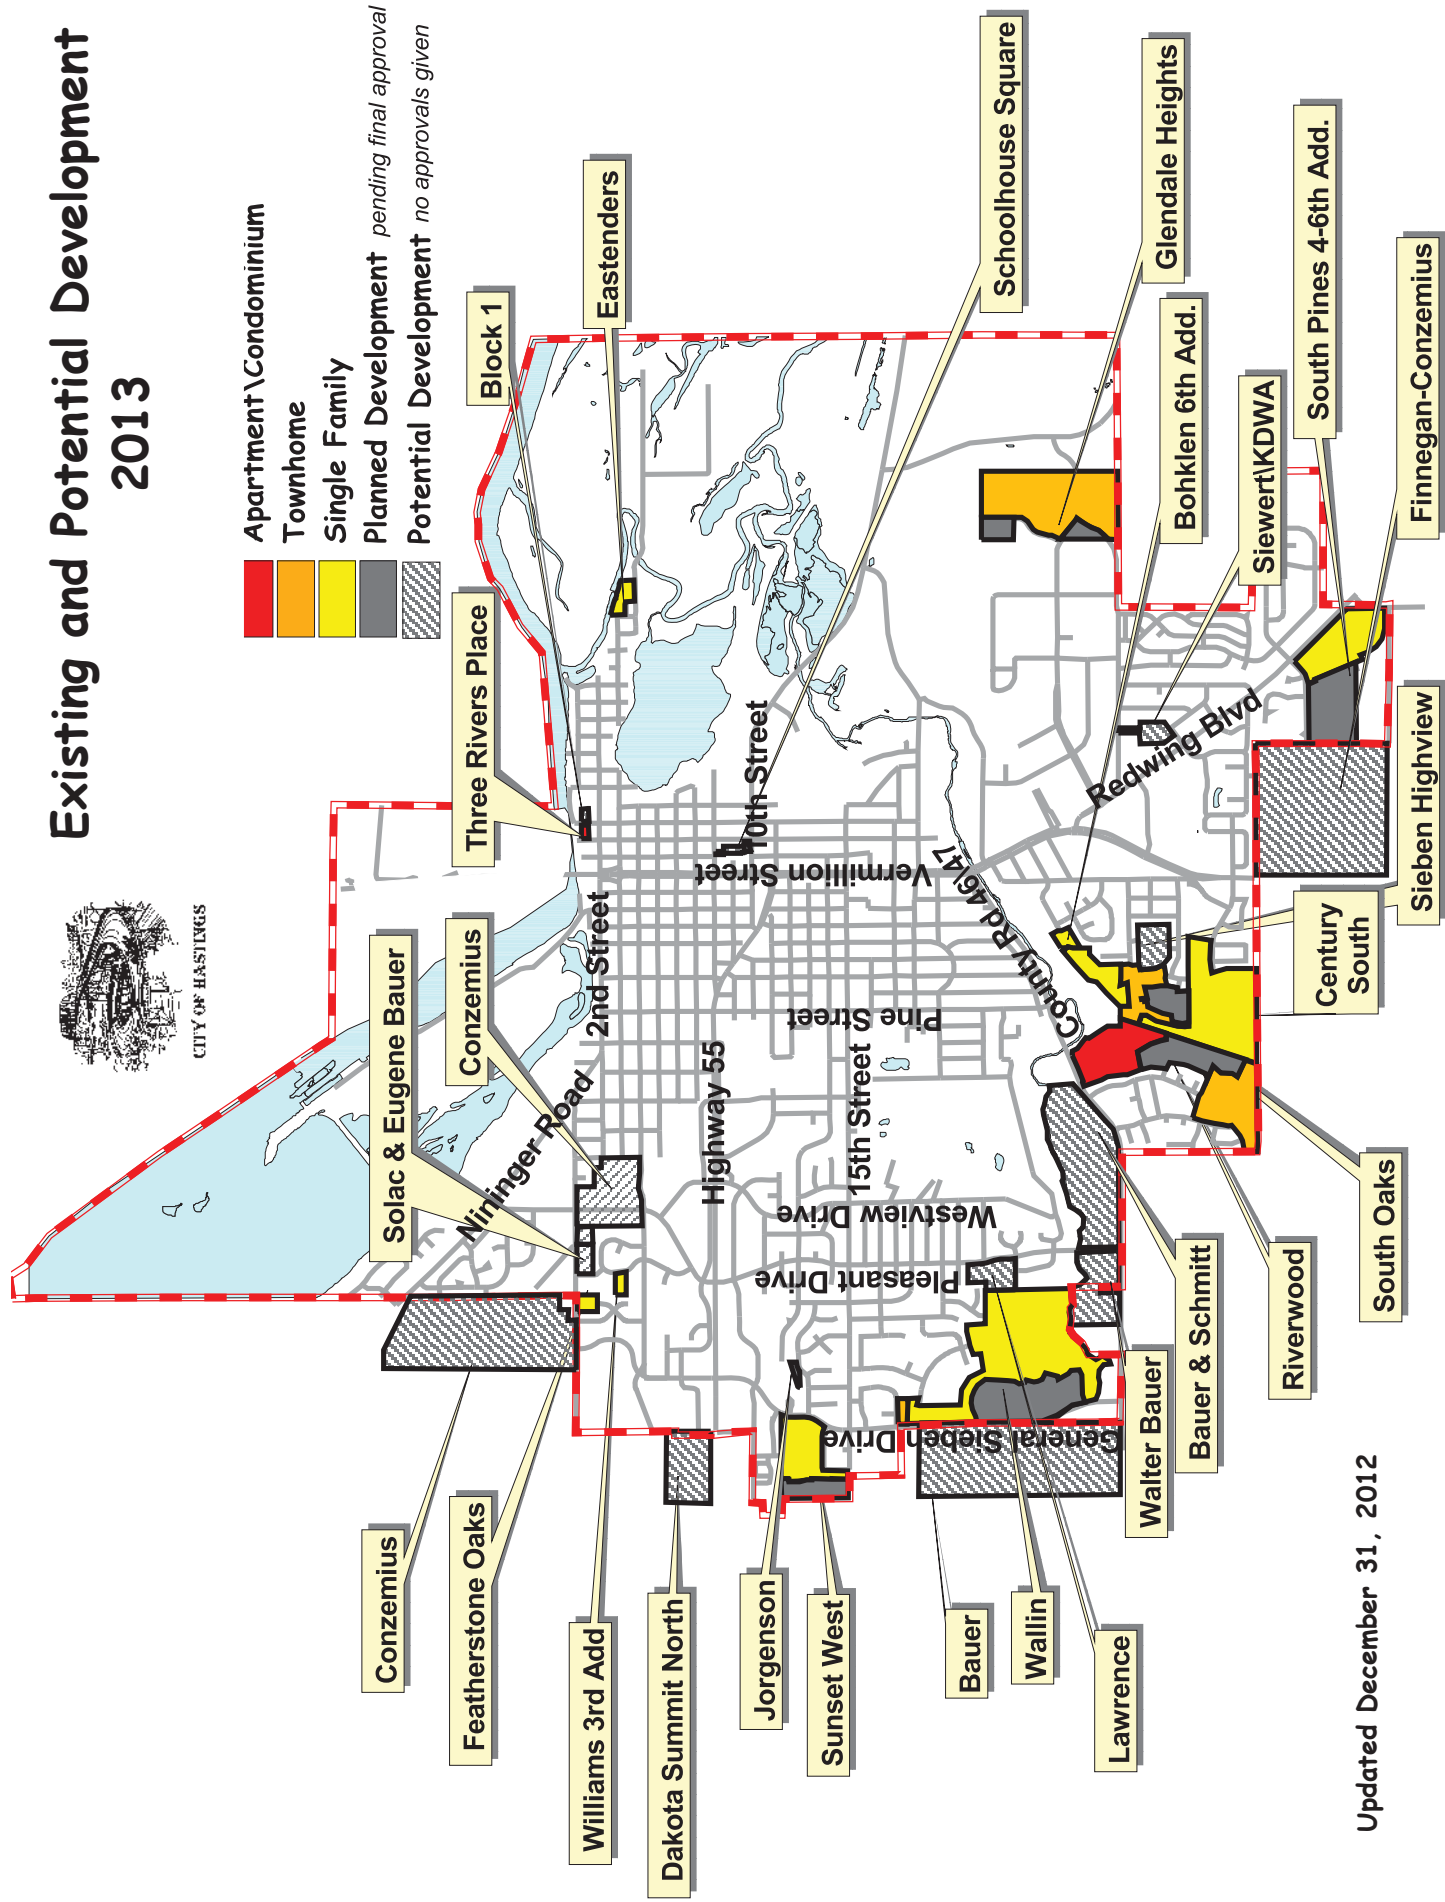 Existing and Potential Development
2013
CITY OF HASTINGS
Apartment\Condominium
Townhome
Single Family
Planned Development pending final approval
Potential Development no approvals given
Conzemius
Featherstone Oaks
Williams 3rd Add
Dakota Summit North
Jorgenson
Sunset West
Bauer
Wallin
Lawrence
Walter Bauer
Bauer & Schmitt
Riverwood
South Oaks
Solac & Eugene Bauer
Conzemius
Three Rivers Place
Block 1
Eastenders
Schoolhouse Square
Glendale Heights
Bohklen 6th Add.
Siewert\KDWA
South Pines 4-6th Add.
Finnegan-Conzemius
Sieben Highview
Century
South
Nininger Road
2nd Street
Highway 55
10th Street
15th Street
Vermillion Street
Pine Street
Westview Drive
Pleasant Drive
General Sieben Drive
County Rd 46\47
Redwing Blvd
Updated December 31, 2012